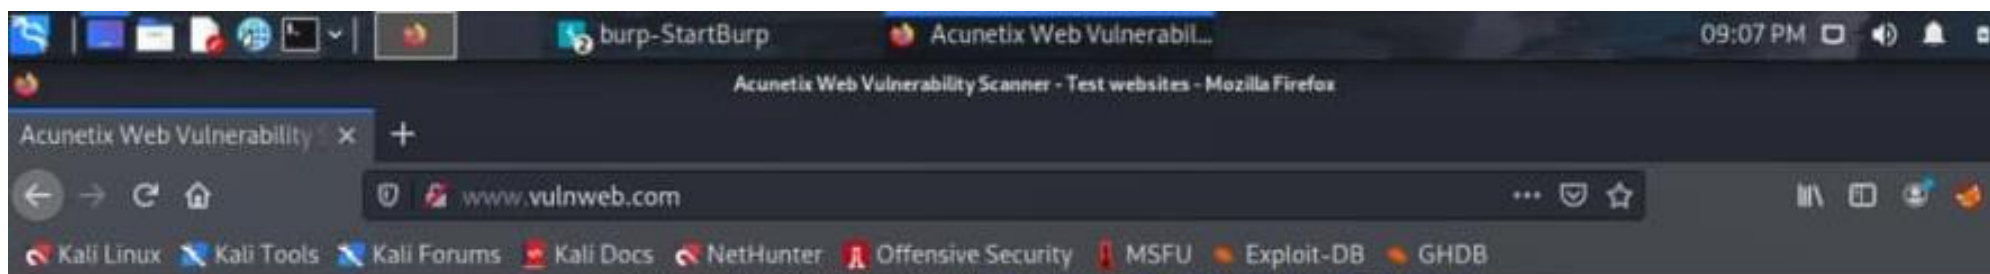 burp-StartBurp Acunetix Web Vulnerabil... 09:07 PM
Acunetix Web Vulnerability Scanner - Test websites - Mozilla Firefox
Acunetix Web Vulnerability
www.vulnweb.com
Kali Linux Kali Tools Kali Forums Kali Docs NetHunter Offensive Security MSFU Exploit-DB GHDB